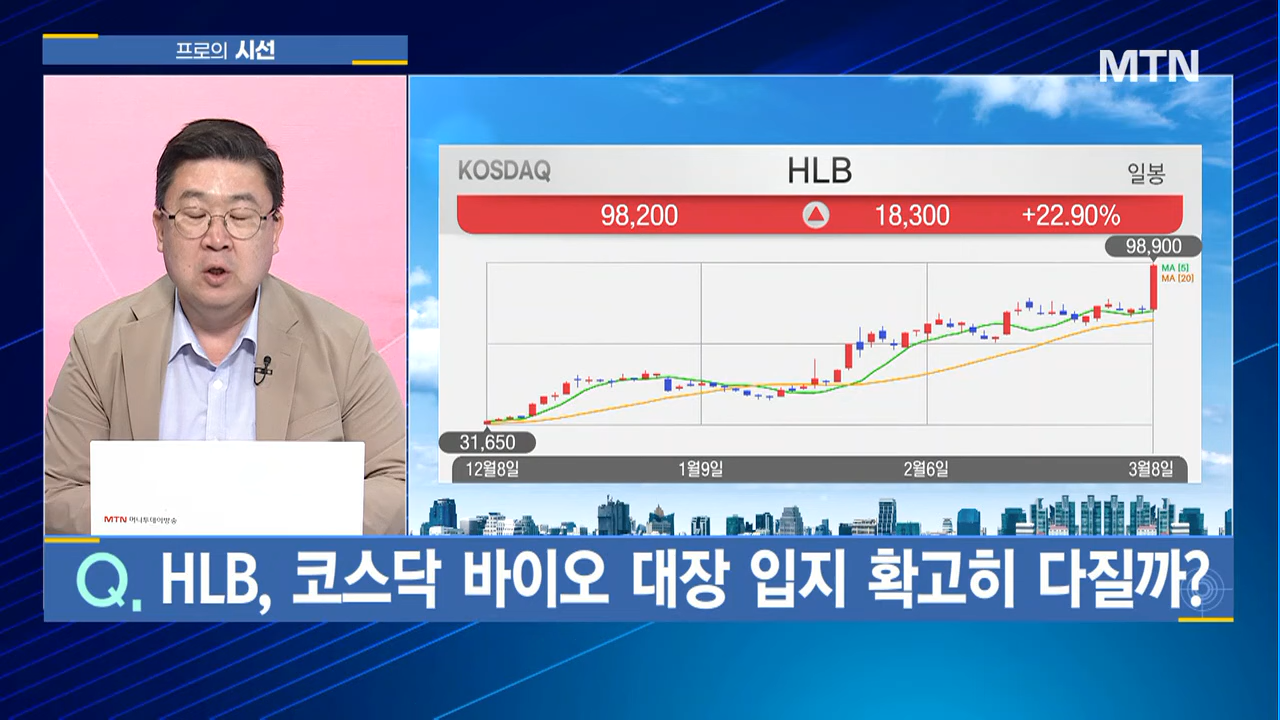 프로의 시선
MTN
KOSDAQ
HLB
일봉
98,200
18,300
+22.90%
98,900
MA [5]
MA [20]
31,650
12월8일
1월9일
2월6일
3월8일
MTN 머니투데이방송
Q. HLB, 코스닥 바이오 대장 입지 확고히 다질까?